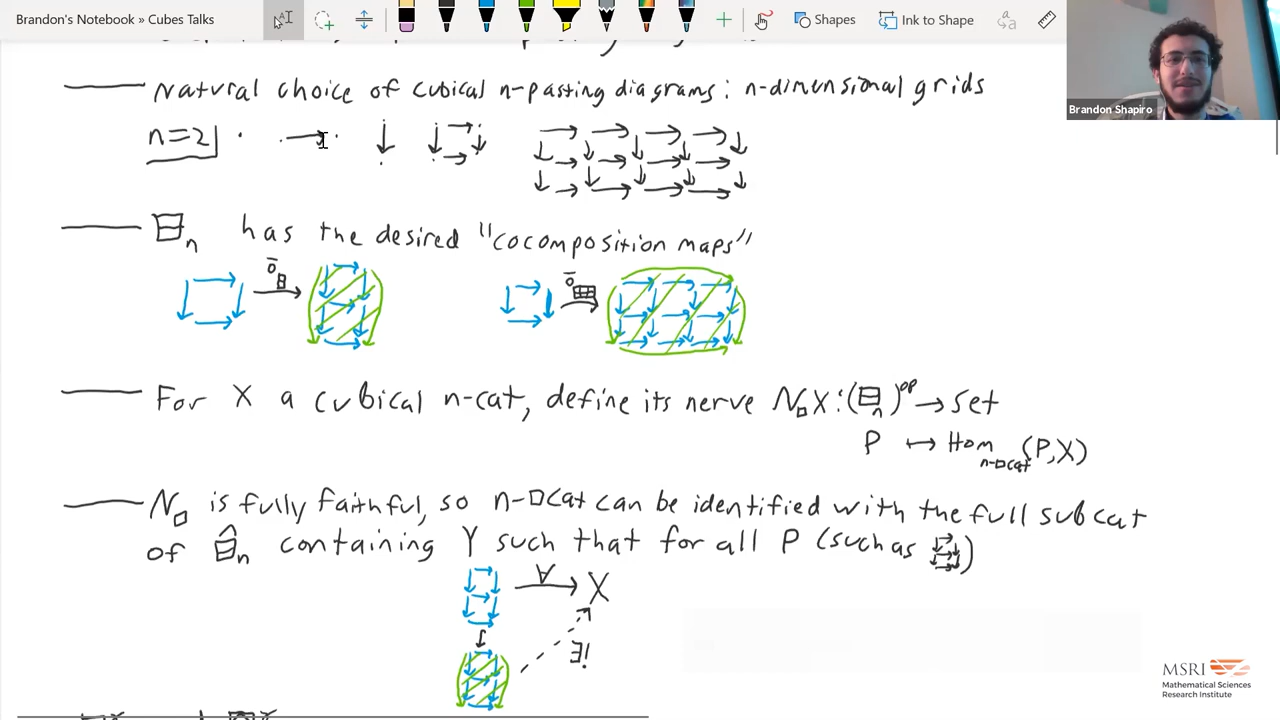 Brandon's Notebook » Cubes Talks
Shapes
Ink to Shape
Brandon Shapiro
Natural choice of cubical n-pasting diagrams: n-dimensional grids
n=2
has the desired "cocomposition maps"
For X a cubical n-cat, define its nerve N□X: (⊟n)^op → Set
P ↦ Hom n-□cat (P,X)
N□ is fully faithful, so n-□Cat can be identified with the full subcat
of ⊟̂n containing Y such that for all P (such as )
∀ X
∃!
MSRI
Mathematical Sciences
Research Institute